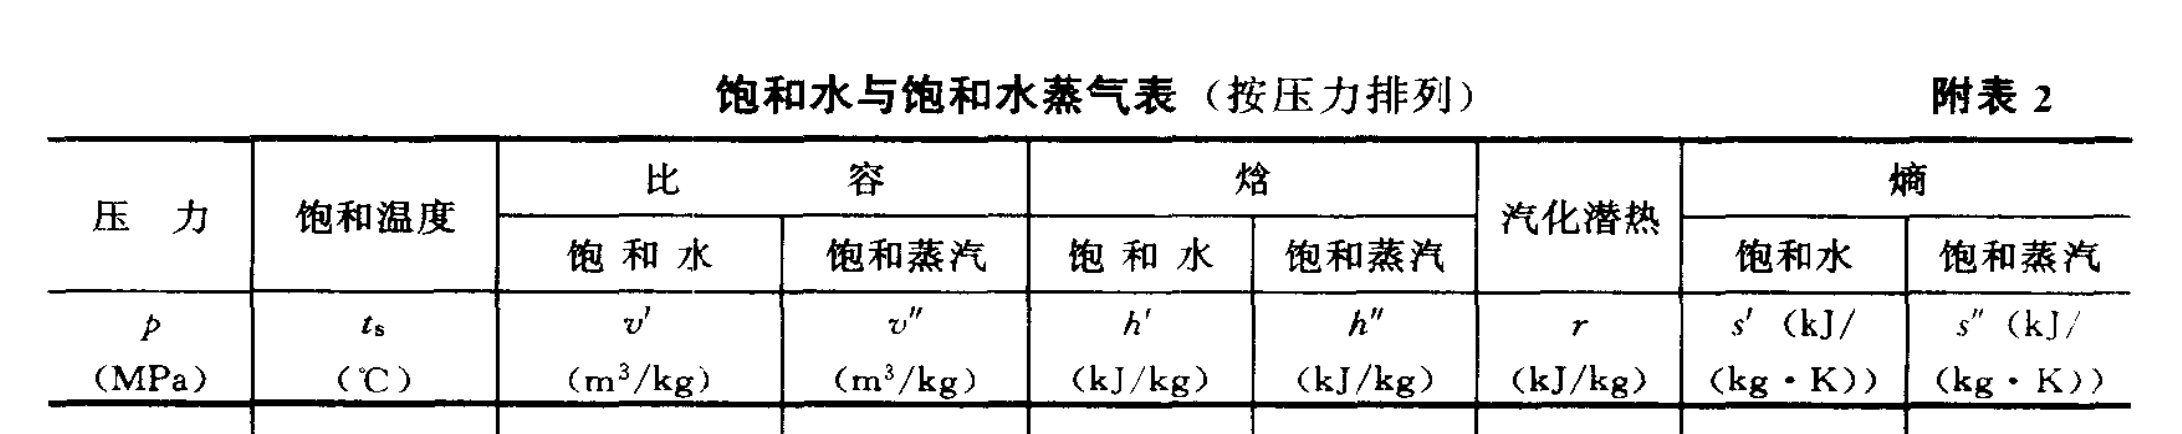 饱和水与饱和水蒸气表（按压力排列） 附表 2
比 容 焓 熵
压 力 饱和温度 汽化潜热
饱 和 水 饱和蒸汽 饱 和 水 饱和蒸汽 饱和水 饱和蒸汽
p ts v′ v″ h′ h″ r s′（kJ/ s″（kJ/
（MPa） （℃） （m³/kg） （m³/kg） （kJ/kg） （kJ/kg） （kJ/kg） （kg・K）） （kg・K））